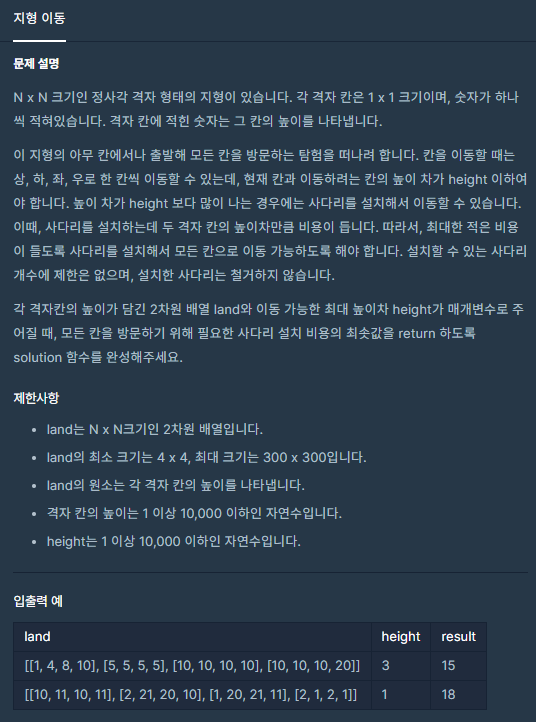 지형 이동
문제 설명
N x N 크기인 정사각 격자 형태의 지형이 있습니다. 각 격자 칸은 1 x 1 크기이며, 숫자가 하나
씩 적혀있습니다. 격자 칸에 적힌 숫자는 그 칸의 높이를 나타냅니다.
이 지형의 아무 칸에서나 출발해 모든 칸을 방문하는 탐험을 떠나려 합니다. 칸을 이동할 때는
상, 하, 좌, 우로 한 칸씩 이동할 수 있는데, 현재 칸과 이동하려는 칸의 높이 차가 height 이하여
야 합니다. 높이 차가 height 보다 많이 나는 경우에는 사다리를 설치해서 이동할 수 있습니다.
이때, 사다리를 설치하는데 두 격자 칸의 높이차만큼 비용이 듭니다. 따라서, 최대한 적은 비용
이 들도록 사다리를 설치해서 모든 칸으로 이동 가능하도록 해야 합니다. 설치할 수 있는 사다리
개수에 제한은 없으며, 설치한 사다리는 철거하지 않습니다.
각 격자칸의 높이가 담긴 2차원 배열 land와 이동 가능한 최대 높이차 height가 매개변수로 주
어질 때, 모든 칸을 방문하기 위해 필요한 사다리 설치 비용의 최솟값을 return 하도록
solution 함수를 완성해주세요.
제한사항
• land는 N x N크기인 2차원 배열입니다.
• land의 최소 크기는 4 x 4, 최대 크기는 300 x 300입니다.
• land의 원소는 각 격자 칸의 높이를 나타냅니다.
• 격자 칸의 높이는 1 이상 10,000 이하인 자연수입니다.
• height는 1 이상 10,000 이하인 자연수입니다.
입출력 예
land height result
[[1, 4, 8, 10], [5, 5, 5, 5], [10, 10, 10, 10], [10, 10, 10, 20]] 3 15
[[10, 11, 10, 11], [2, 21, 20, 10], [1, 20, 21, 11], [2, 1, 2, 1]] 1 18